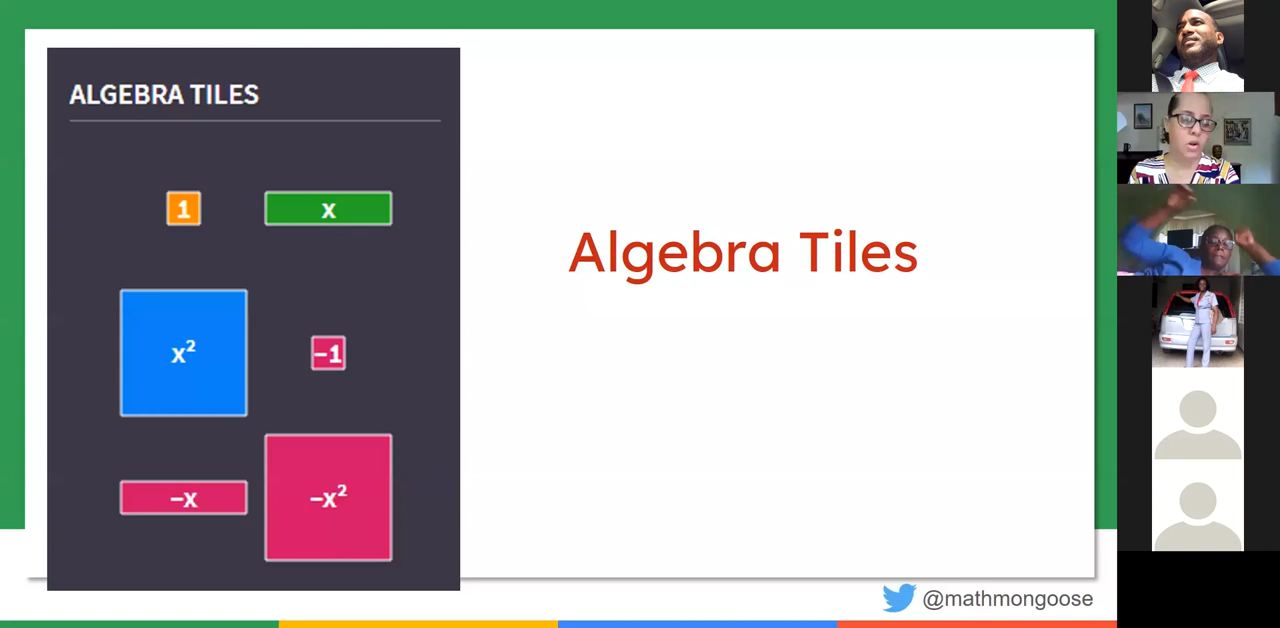 ALGEBRA TILES
1
x
x²
−1
−x
−x²
Algebra Tiles
@mathmongoose